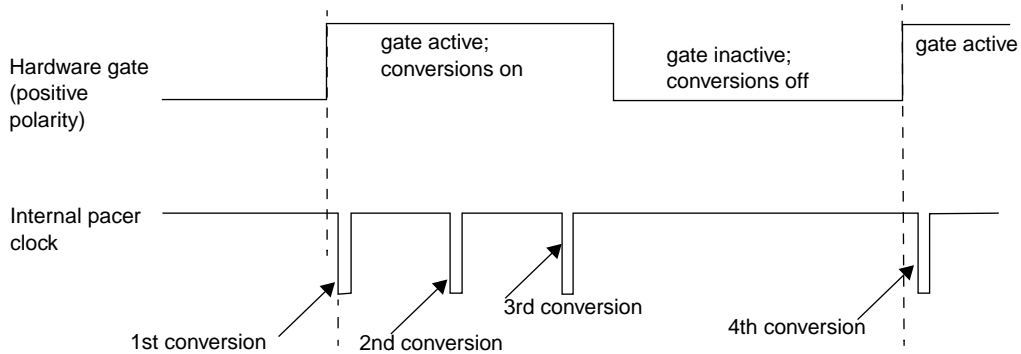 gate active;
conversions on
gate inactive;
conversions off
gate active
Hardware gate
(positive
polarity)
Internal pacer
clock
1st conversion
2nd conversion
3rd conversion
4th conversion